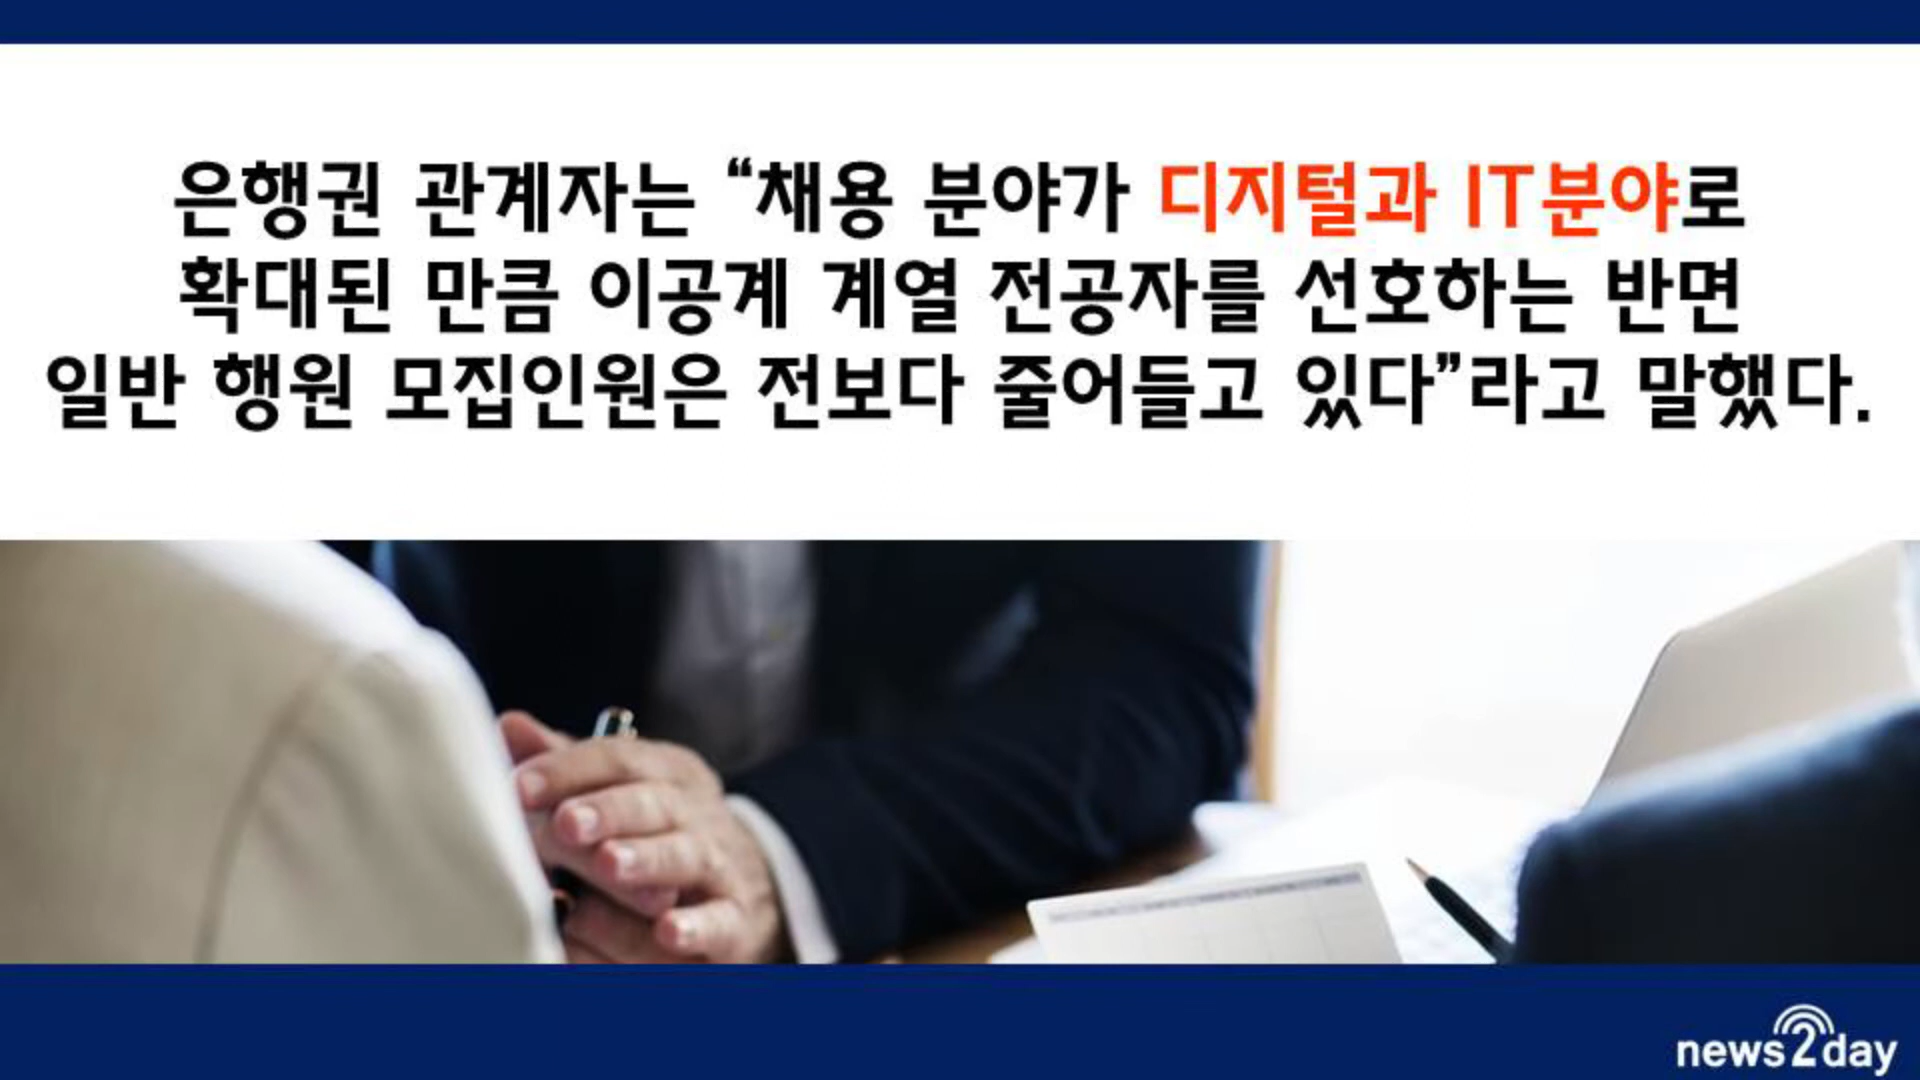 은행권 관계자는 “채용 분야가 디지털과 IT분야로
확대된 만큼 이공계 계열 전공자를 선호하는 반면
일반 행원 모집인원은 전보다 줄어들고 있다”라고 말했다.
news2day